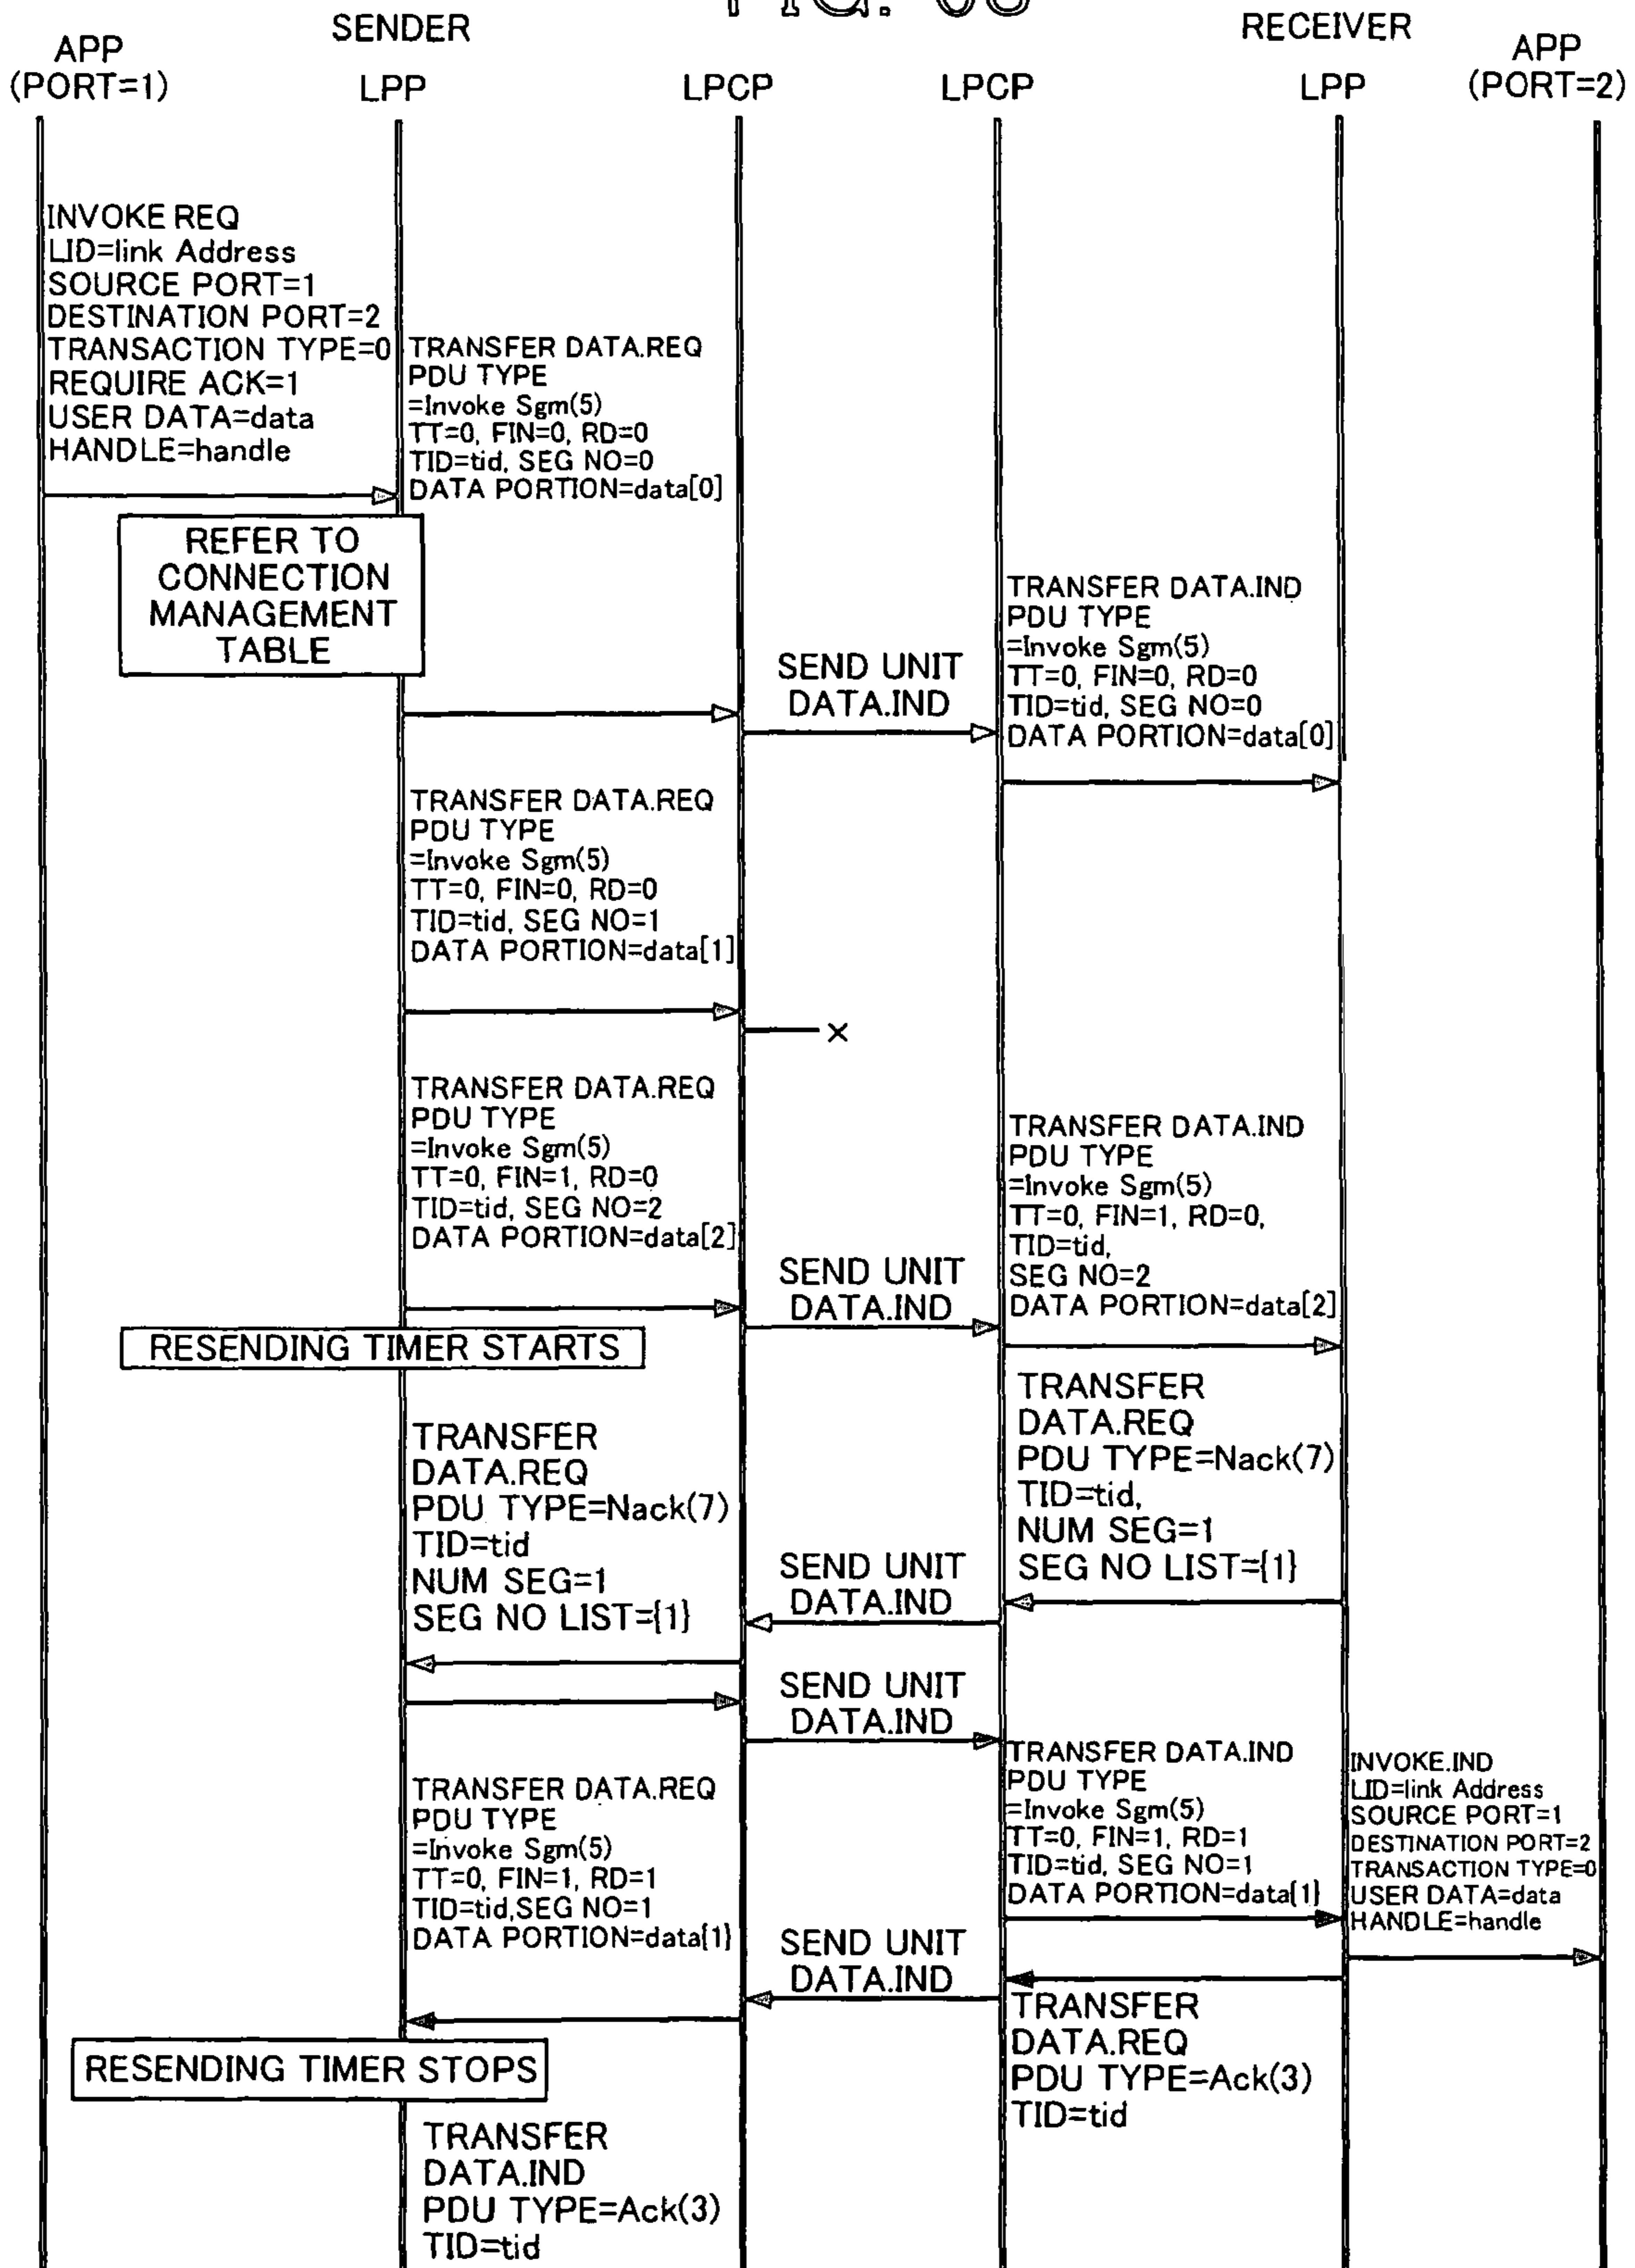 SENDER
RECEIVER
APP
(PORT=1)
LPP
LPCP
LPCP
LPP
APP
(PORT=2)
INVOKE REQ
LID=link Address
SOURCE PORT=1
DESTINATION PORT=2
TRANSACTION TYPE=0
REQUIRE ACK=1
USER DATA=data
HANDLE=handle
TRANSFER DATA.REQ
PDU TYPE
=Invoke Sgm(5)
TT=0, FIN=0, RD=0
TID=tid, SEG NO=0
DATA PORTION=data[0]
REFER TO
CONNECTION
MANAGEMENT
TABLE
SEND UNIT
DATA.IND
TRANSFER DATA.IND
PDU TYPE
=Invoke Sgm(5)
TT=0, FIN=0, RD=0
TID=tid, SEG NO=0
DATA PORTION=data[0]
TRANSFER DATA.REQ
PDU TYPE
=Invoke Sgm(5)
TT=0, FIN=0, RD=0
TID=tid, SEG NO=1
DATA PORTION=data[1]
×
TRANSFER DATA.REQ
PDU TYPE
=Invoke Sgm(5)
TT=0, FIN=1, RD=0
TID=tid, SEG NO=2
DATA PORTION=data[2]
SEND UNIT
DATA.IND
TRANSFER DATA.IND
PDU TYPE
=Invoke Sgm(5)
TT=0, FIN=1, RD=0,
TID=tid,
SEG NO=2
DATA PORTION=data[2]
RESENDING TIMER STARTS
TRANSFER
DATA.REQ
PDU TYPE=Nack(7)
TID=tid,
NUM SEG=1
SEG NO LIST={1}
SEND UNIT
DATA.IND
TRANSFER
DATA.REQ
PDU TYPE=Nack(7)
TID=tid
NUM SEG=1
SEG NO LIST={1}
SEND UNIT
DATA.IND
TRANSFER DATA.REQ
PDU TYPE
=Invoke Sgm(5)
TT=0, FIN=1, RD=1
TID=tid,SEG NO=1
DATA PORTION=data{1}
TRANSFER DATA.IND
PDU TYPE
=Invoke Sgm(5)
TT=0, FIN=1, RD=1
TID=tid, SEG NO=1
DATA PORTION=data{1}
INVOKE.IND
LID=link Address
SOURCE PORT=1
DESTINATION PORT=2
TRANSACTION TYPE=0
USER DATA=data
HANDLE=handle
SEND UNIT
DATA.IND
TRANSFER
DATA.REQ
PDU TYPE=Ack(3)
TID=tid
RESENDING TIMER STOPS
TRANSFER
DATA.IND
PDU TYPE=Ack(3)
TID=tid